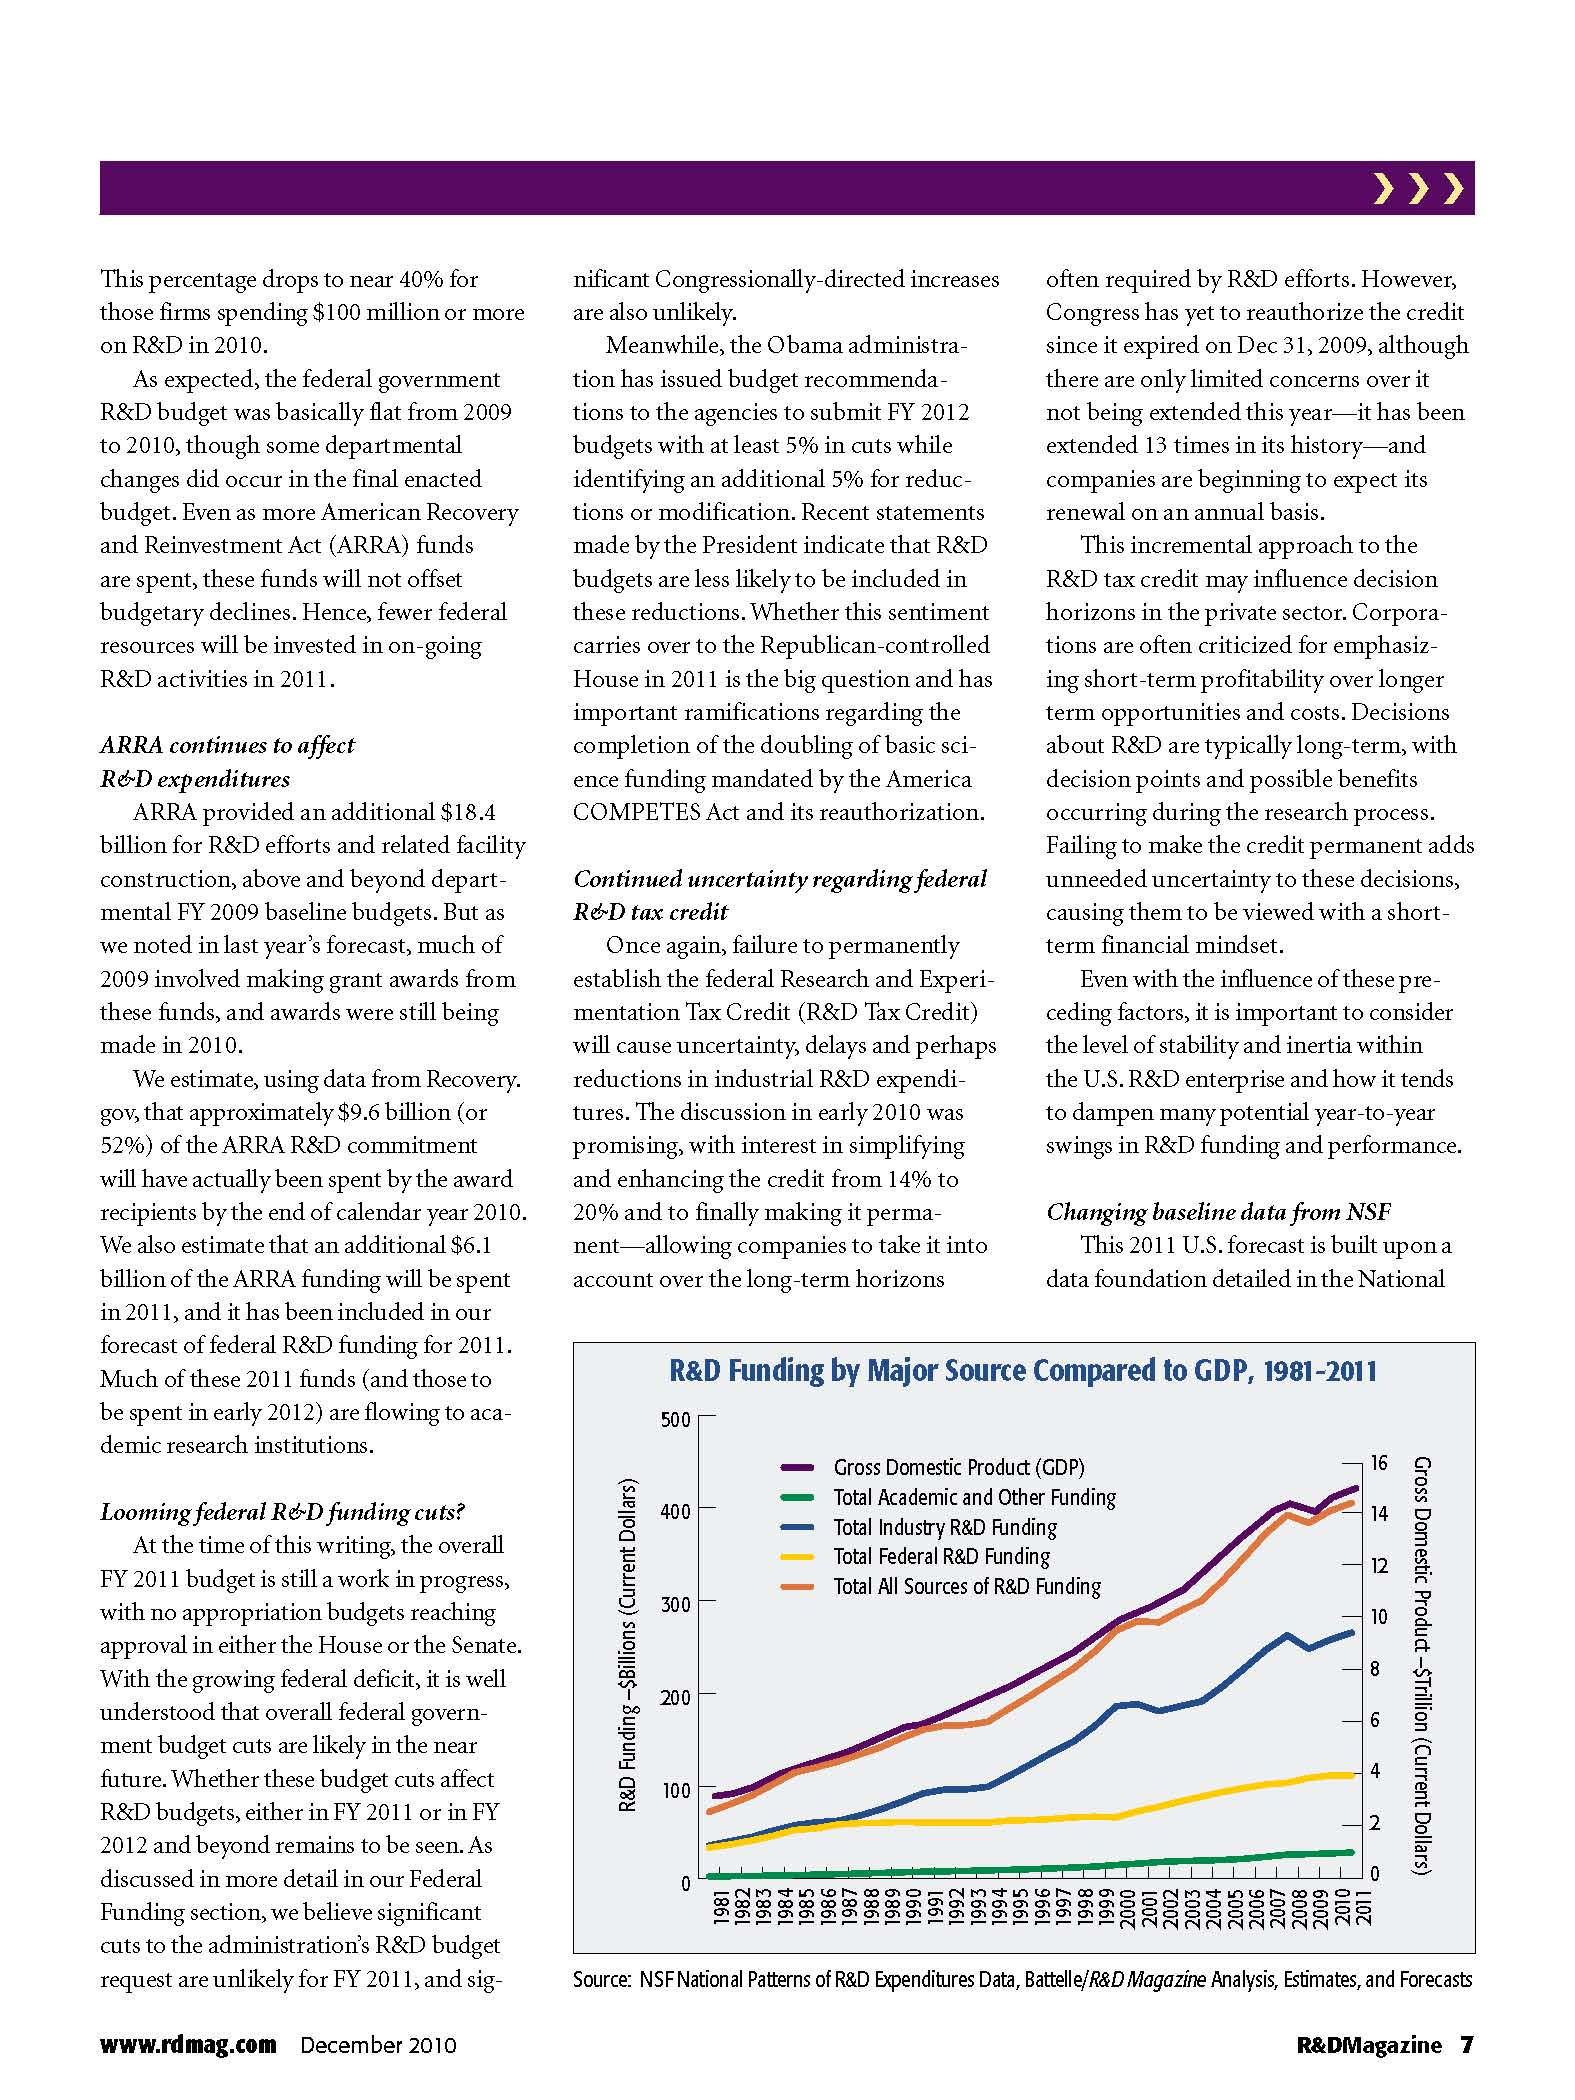 This percentage drops to near 40% for
those firms spending $100 million or more
on R&D in 2010.
As expected, the federal government
R&D budget was basically flat from 2009
to 2010, though some departmental
changes did occur in the final enacted
budget. Even as more American Recovery
and Reinvestment Act (ARRA) funds
are spent, these funds will not offset
budgetary declines. Hence, fewer federal
resources will be invested in on-going
R&D activities in 2011.
ARRA continues to affect
R&D expenditures
ARRA provided an additional $18.4
billion for R&D efforts and related facility
construction, above and beyond depart-
mental FY 2009 baseline budgets. But as
we noted in last year's forecast, much of
2009 involved making grant awards from
these funds, and awards were still being
made in 2010.
We estimate, using data from Recovery.
gov, that approximately $9.6 billion (or
52%) of the ARRA R&D commitment
will have actually been spent by the award
recipients by the end of calendar year 2010.
We also estimate that an additional $6.1
billion of the ARRA funding will be spent
in 2011, and it has been included in our
forecast of federal R&D funding for 2011.
Much of these 2011 funds (and those to
be spent in early 2012) are flowing to aca-
demic research institutions.
Looming federal R&D funding cuts?
At the time of this writing, the overall
FY 2011 budget is still a work in progress,
with no appropriation budgets reaching
approval in either the House or the Senate.
With the growing federal deficit, it is well
understood that overall federal govern-
ment budget cuts are likely in the near
future. Whether these budget cuts affect
R&D budgets, either in FY 2011 or in FY
2012 and beyond remains to be seen. As
discussed in more detail in our Federal
Funding section, we believe significant
cuts to the administration's R&D budget
request are unlikely for FY 2011, and sig-
nificant Congressionally-directed increases
are also unlikely.
Meanwhile, the Obama administra-
tion has issued budget recommenda-
tions to the agencies to submit FY 2012
budgets with at least 5% in cuts while
identifying an additional 5% for reduc-
tions or modification. Recent statements
made by the President indicate that R&D
budgets are less likely to be included in
these reductions. Whether this sentiment
carries over to the Republican-controlled
House in 2011 is the big question and has
important ramifications regarding the
completion of the doubling of basic sci-
ence funding mandated by the America
COMPETES Act and its reauthorization.
Continued uncertainty regarding federal
R&D tax credit
Once again, failure to permanently
establish the federal Research and Experi-
mentation Tax Credit (R&D Tax Credit)
will cause uncertainty, delays and perhaps
reductions in industrial R&D expendi-
tures. The discussion in early 2010 was
promising, with interest in simplifying
and enhancing the credit from 14% to
20% and to finally making it perma-
nent—allowing companies to take it into
account over the long-term horizons
often required by R&D efforts. However,
Congress has yet to reauthorize the credit
since it expired on Dec 31, 2009, although
there are only limited concerns over it
not being extended this year—it has been
extended 13 times in its history—and
companies are beginning to expect its
renewal on an annual basis.
This incremental approach to the
R&D tax credit may influence decision
horizons in the private sector. Corpora-
tions are often criticized for emphasiz-
ing short-term profitability over longer
term opportunities and costs. Decisions
about R&D are typically long-term, with
decision points and possible benefits
occurring during the research process.
Failing to make the credit permanent adds
unneeded uncertainty to these decisions,
causing them to be viewed with a short-
term financial mindset.
Even with the influence of these pre-
ceding factors, it is important to consider
the level of stability and inertia within
the U.S. R&D enterprise and how it tends
to dampen many potential year-to-year
swings in R&D funding and performance.
Changing baseline data from NSF
This 2011 U.S. forecast is built upon a
data foundation detailed in the National
R&D Funding by Major Source Compared to GDP, 1981-2011
R&D Funding –$Billions (Current Dollars)
500
400
300
200
100
0
Gross Domestic Product (GDP)
Total Academic and Other Funding
Total Industry R&D Funding
Total Federal R&D Funding
Total All Sources of R&D Funding
16
14
12
10
8
6
4
2
0
Gross Domestic Product –$Trillion (Current Dollars)
1981
1982
1983
1984
1985
1986
1987
1988
1989
1990
1991
1992
1993
1994
1995
1996
1997
1998
1999
2000
2001
2002
2003
2004
2005
2006
2007
2008
2009
2010
2011
Source: NSF National Patterns of R&D Expenditures Data, Battelle/R&D Magazine Analysis, Estimates, and Forecasts
www.rdmag.com December 2010
R&DMagazine 7